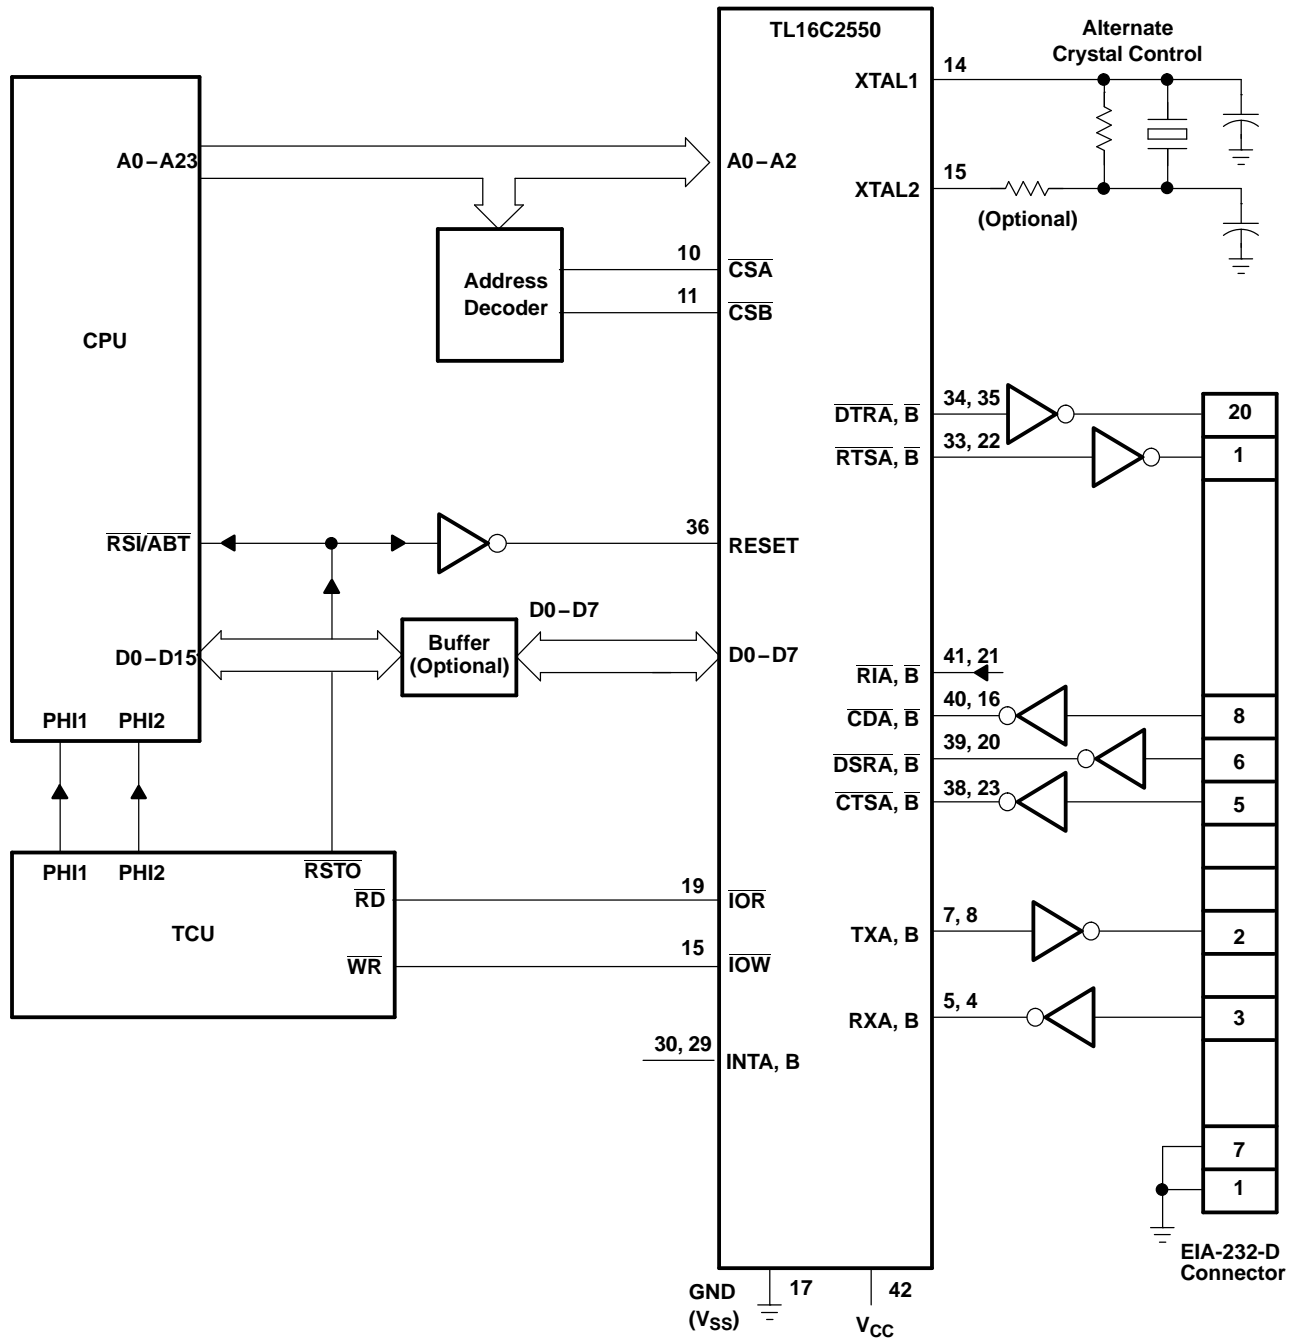 TL16C2550
Alternate
Crystal Control
XTAL1
14
A0–A23
A0–A2
XTAL2
15
(Optional)
Address
Decoder
10
CSA
11
CSB
CPU
DTRA, B
34, 35
20
RTSA, B
33, 22
1
RSI/ABT
36
RESET
D0–D7
D0–D15
Buffer
(Optional)
D0–D7
RIA, B
41, 21
CDA, B
40, 16
8
DSRA, B
39, 20
6
CTSA, B
38, 23
5
PHI1
PHI2
PHI1
PHI2
RSTO
RD
19
IOR
TCU
TXA, B
7, 8
2
WR
15
IOW
RXA, B
5, 4
3
30, 29
INTA, B
7
1
EIA-232-D
Connector
GND
(VSS)
17
42
VCC